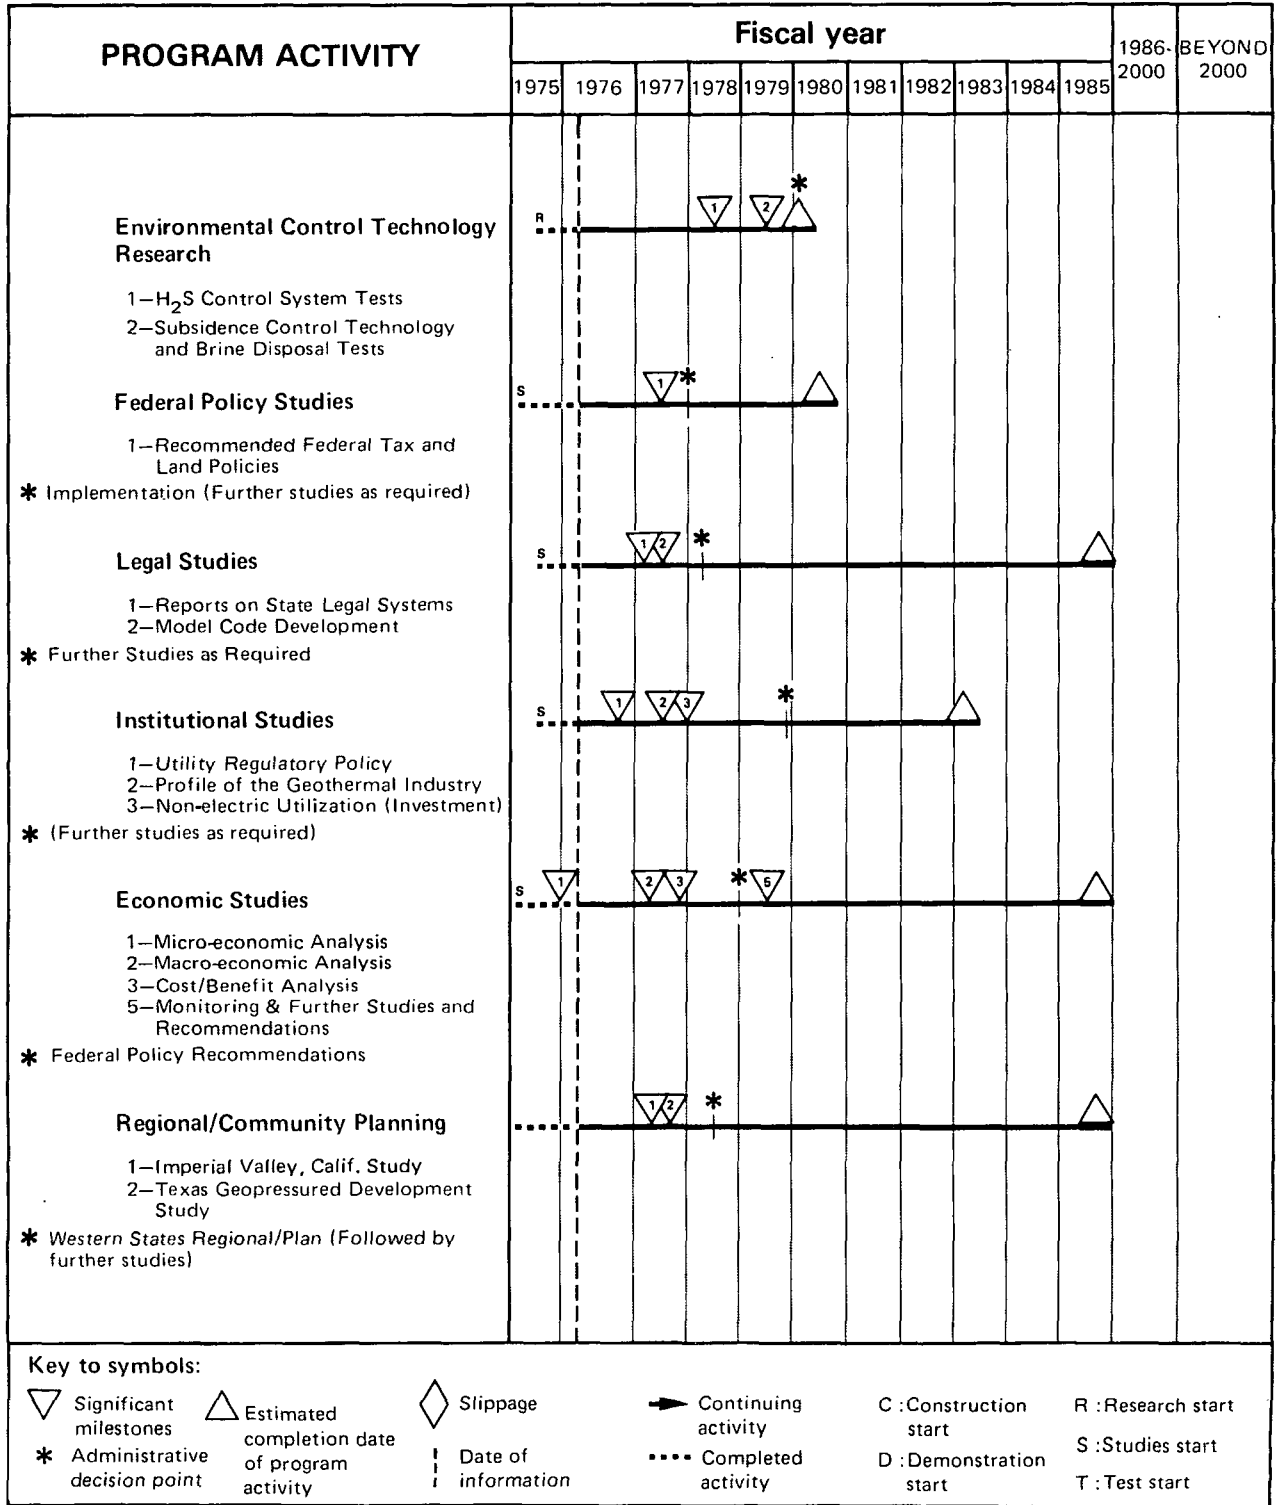 PROGRAM ACTIVITY
Fiscal year
1986-
2000
BEYOND
2000
1975 1976 1977 1978 1979 1980 1981 1982 1983 1984 1985
*
R 1 2
Environmental Control Technology
Research
1—H2S Control System Tests
2—Subsidence Control Technology
and Brine Disposal Tests
S 1 *
Federal Policy Studies
1—Recommended Federal Tax and
Land Policies
* Implementation (Further studies as required)
S 1 2 *
Legal Studies
1—Reports on State Legal Systems
2—Model Code Development
* Further Studies as Required
S 1 2 3 *
Institutional Studies
1—Utility Regulatory Policy
2—Profile of the Geothermal Industry
3—Non-electric Utilization (Investment)
* (Further studies as required)
S 1 2 3 * 5
Economic Studies
1—Micro-economic Analysis
2—Macro-economic Analysis
3—Cost/Benefit Analysis
5—Monitoring & Further Studies and
Recommendations
* Federal Policy Recommendations
1 2 *
Regional/Community Planning
1—Imperial Valley, Calif. Study
2—Texas Geopressured Development
Study
* Western States Regional/Plan (Followed by
further studies)
Key to symbols:
Significant
milestones
* Administrative
decision point
Estimated
completion date
of program
activity
Slippage
Date of
information
Continuing
activity
Completed
activity
C :Construction
start
D :Demonstration
start
R :Research start
S :Studies start
T :Test start